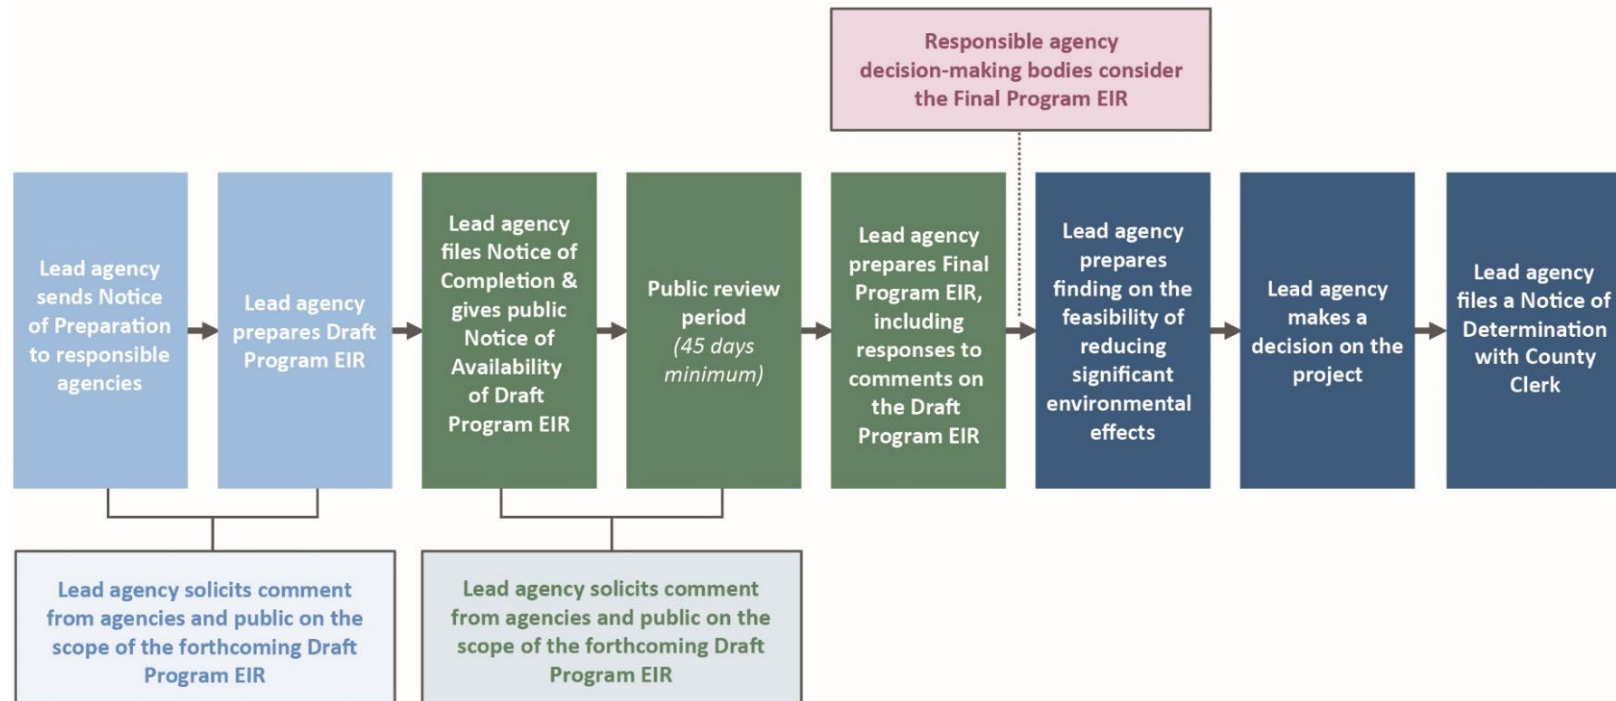 Responsible agency
decision-making bodies consider
the Final Program EIR
Lead agency
sends Notice
of Preparation
to responsible
agencies
Lead agency
prepares Draft
Program EIR
Lead agency
files Notice of
Completion &
gives public
Notice of
Availability
of Draft
Program EIR
Public review
period
(45 days
minimum)
Lead agency
prepares Final
Program EIR,
including
responses to
comments on
the Draft
Program EIR
Lead agency
prepares
finding on the
feasibility of
reducing
significant
environmental
effects
Lead agency
makes a
decision on the
project
Lead agency
files a Notice of
Determination
with County
Clerk
Lead agency solicits comment
from agencies and public on the
scope of the forthcoming Draft
Program EIR
Lead agency solicits comment
from agencies and public on the
scope of the forthcoming Draft
Program EIR